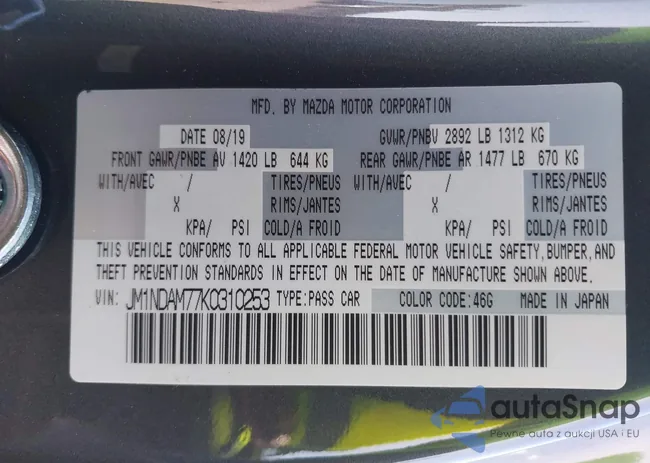 MFD. BY MAZDA MOTOR CORPORATION
DATE 08/19 GVWR/PNBV 2892 LB 1312 KG
FRONT GAWR/PNBE AV 1420 LB 644 KG REAR GAWR/PNBE AR 1477 LB 670 KG
WITH/AVEC / TIRES/PNEUS WITH/AVEC / TIRES/PNEUS
X RIMS/JANTES X RIMS/JANTES
KPA/ PSI COLD/A FROID KPA/ PSI COLD/A FROID
THIS VEHICLE CONFORMS TO ALL APPLICABLE FEDERAL MOTOR VEHICLE SAFETY, BUMPER, AND
THEFT PREVENTION STANDARDS IN EFFECT ON THE DATE OF MANUFACTURE SHOWN ABOVE.
VIN: JM1NDAM77K0310253 TYPE:PASS CAR COLOR CODE:46G MADE IN JAPAN
autaSnap
Pewne auta z aukcji USA i EU